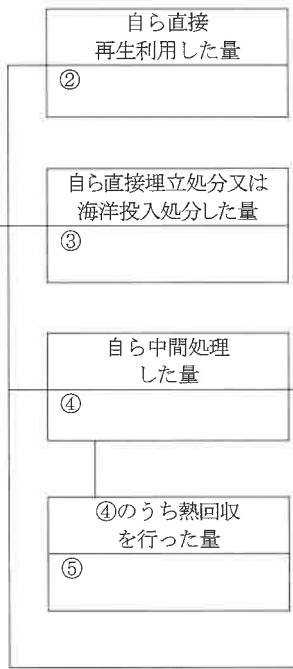 自ら直接
再生利用した量
②
自ら直接埋立処分又は
海洋投入処分した量
③
自ら中間処理
した量
④
④のうち熱回収
を行った量
⑤